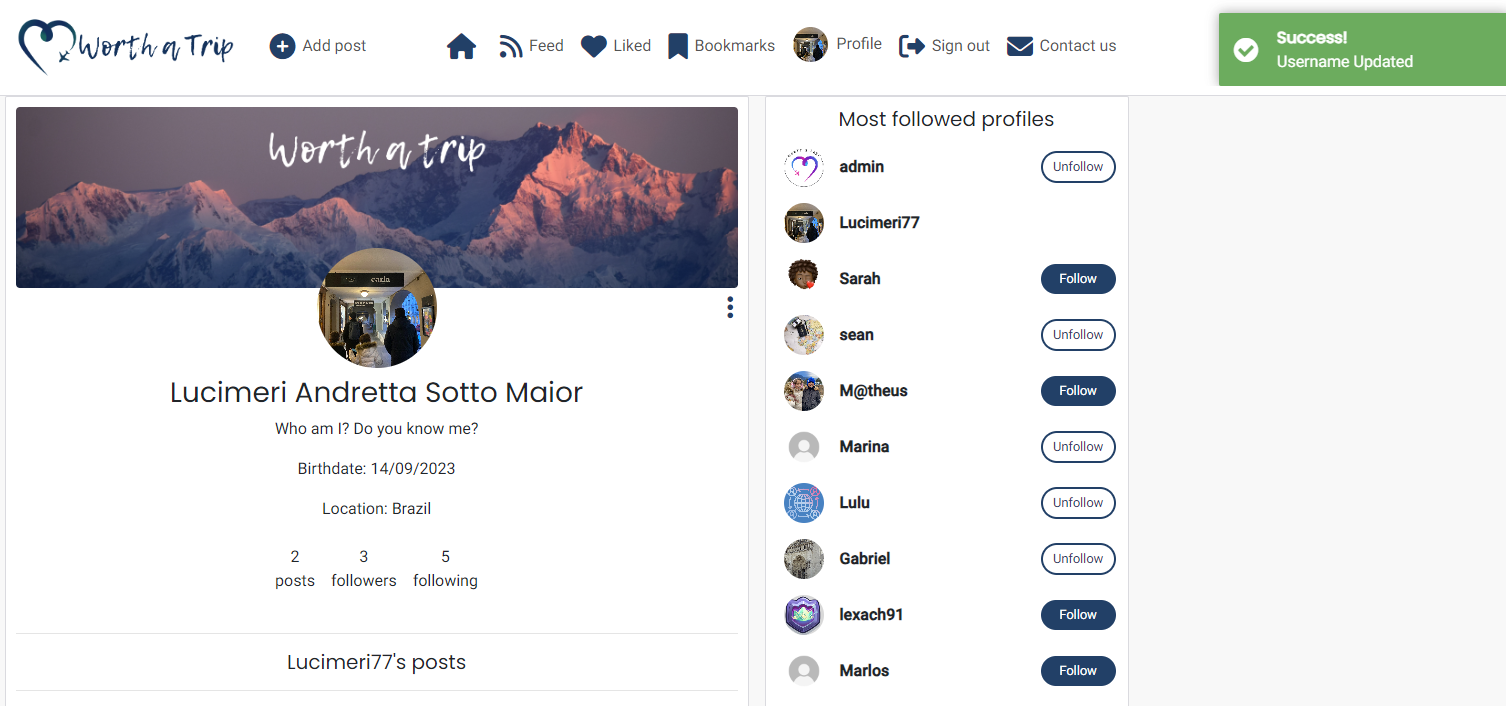 Worth a Trip
Add post
Feed
Liked
Bookmarks
Profile
Sign out
Contact us
Success!
Username Updated
Worth a trip
Lucimeri Andretta Sotto Maior
Who am I? Do you know me?
Birthdate: 14/09/2023
Location: Brazil
2 3 5
posts followers following
Lucimeri77's posts
Most followed profiles
admin Unfollow
Lucimeri77
Sarah Follow
sean Unfollow
M@theus Follow
Marina Unfollow
Lulu Unfollow
Gabriel Unfollow
lexach91 Follow
Marlos Follow